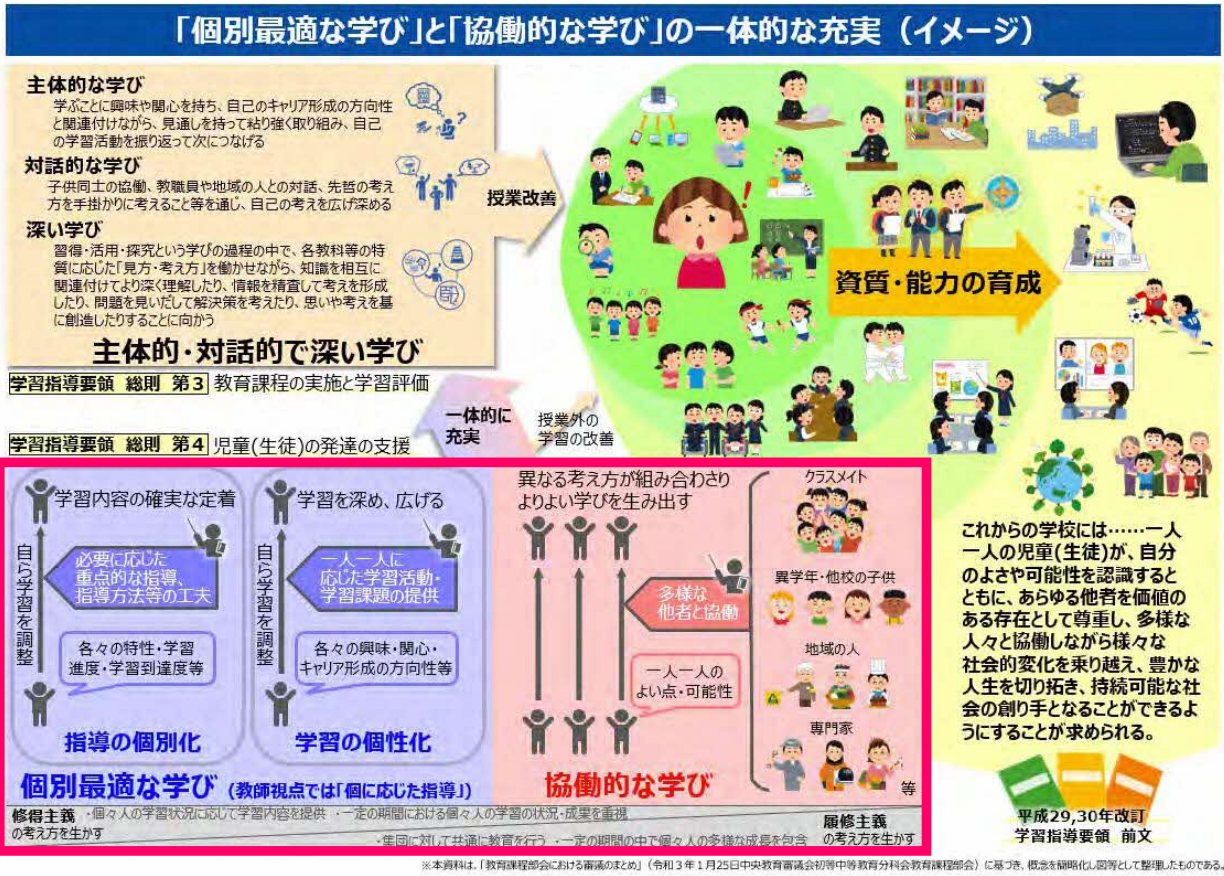 「個別最適な学び」と「協働的な学び」の一体的な充実（イメージ）
主体的な学び
学ぶことに興味や関心を持ち、自己のキャリア形成の方向性
と関連付けながら、見通しを持って粘り強く取り組み、自己
の学習活動を振り返って次につなげる
対話的な学び
子供同士の協働、教職員や地域の人との対話、先哲の考え
方を手掛かりに考えること等を通じ、自己の考えを広げ深める
深い学び
習得・活用・探究という学びの過程の中で、各教科等の特
質に応じた「見方・考え方」を働かせながら、知識を相互に
関連付けてより深く理解したり、情報を精査して考えを形成
したり、問題を見いだして解決策を考えたり、思いや考えを基
に創造したりすることに向かう
主体的・対話的で深い学び
授業改善
資質・能力の育成
学習指導要領 総則 第3 教育課程の実施と学習評価
一体的に
充実
授業外の
学習の改善
学習指導要領 総則 第4 児童(生徒)の発達の支援
学習内容の確実な定着
自ら学習を調整
必要に応じた
重点的な指導、
指導方法等の工夫
各々の特性・学習
進度・学習到達度等
指導の個別化
学習を深め、広げる
自ら学習を調整
一人一人に
応じた学習活動・
学習課題の提供
各々の興味・関心・
キャリア形成の方向性等
学習の個性化
個別最適な学び（教師視点では「個に応じた指導」）
異なる考え方が組み合わさり
よりよい学びを生み出す
多様な
他者と協働
一人一人の
よい点・可能性
クラスメイト
異学年・他校の子供
地域の人
専門家
等
協働的な学び
修得主義
の考え方を生かす
・個々人の学習状況に応じて学習内容を提供 ・一定の期間における個々人の学習の状況・成果を重視
履修主義
の考え方を生かす
・集団に対して共通に教育を行う ・一定の期間の中で個々人の多様な成長を包含
これからの学校には……一人
一人の児童(生徒)が、自分
のよさや可能性を認識すると
ともに、あらゆる他者を価値の
ある存在として尊重し、多様な
人々と協働しながら様々な
社会的変化を乗り越え、豊かな
人生を切り拓き、持続可能な社
会の創り手となることができるよ
うにすることが求められる。
平成29,30年改訂
学習指導要領 前文
※本資料は、「教育課程部会における審議のまとめ」（令和3年1月25日中央教育審議会初等中等教育分科会教育課程部会）に基づき、概念を簡略化し図等として整理したものである。